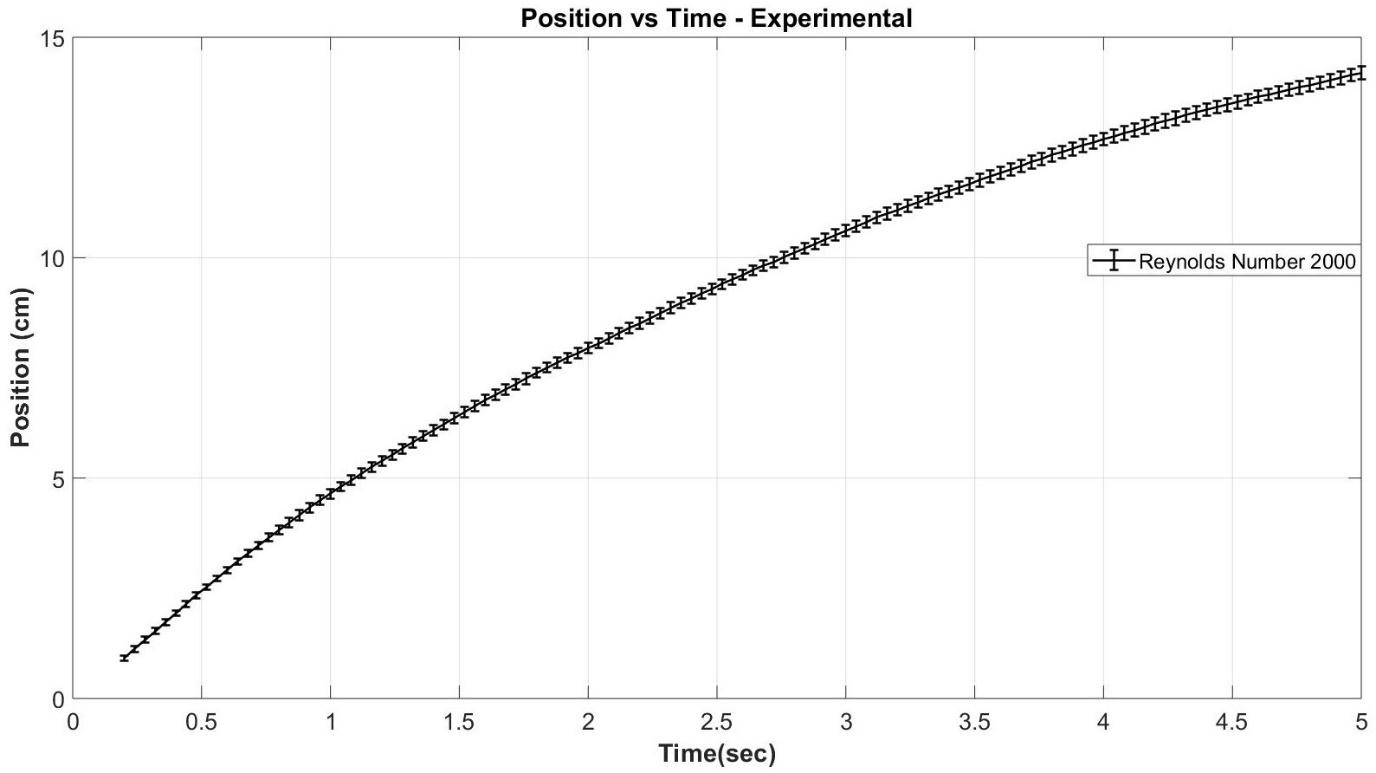 Position vs Time - Experimental
15
10
5
0
Position (cm)
Reynolds Number 2000
0 0.5 1 1.5 2 2.5 3 3.5 4 4.5 5
Time(sec)